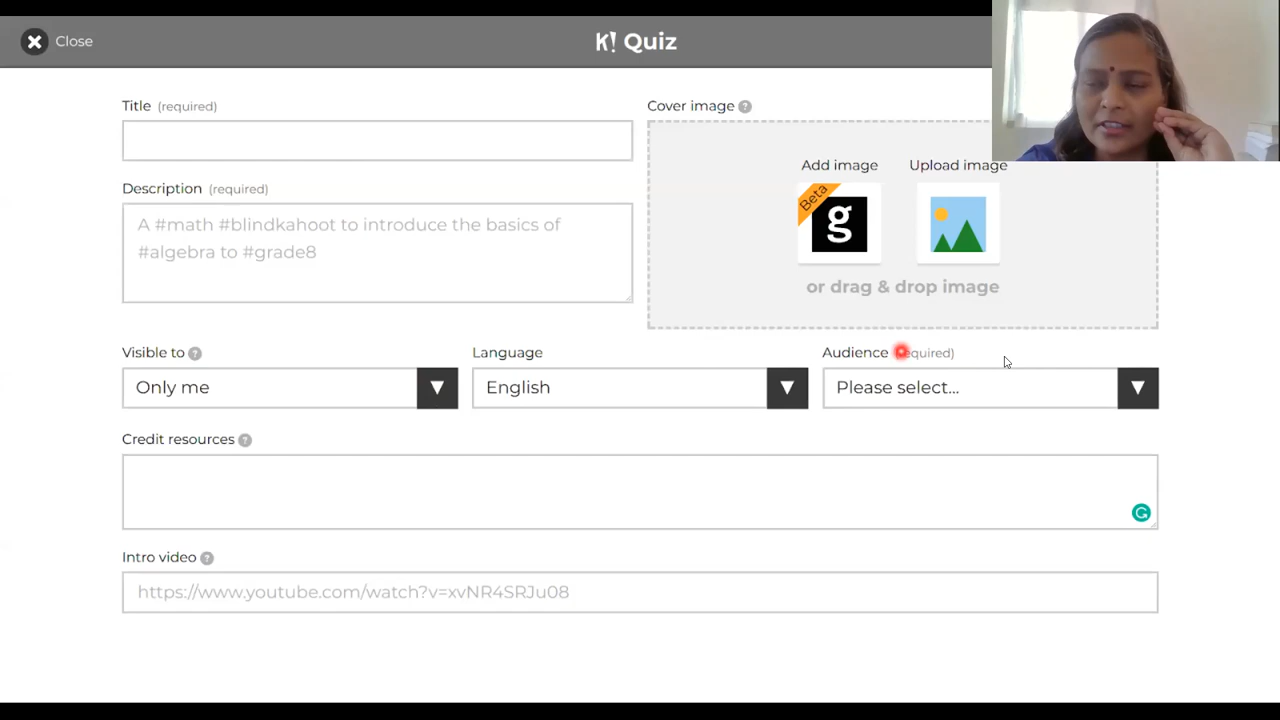 Close
K! Quiz
Title (required)
Cover image ?
Add image
Upload image
Beta
g
or drag & drop image
Description (required)
A #math #blindkahoot to introduce the basics of
#algebra to #grade8
Visible to ?
Language
Audience equired)
Only me
English
Please select...
Credit resources ?
Intro video ?
https://www.youtube.com/watch?v=xvNR4SRJu08